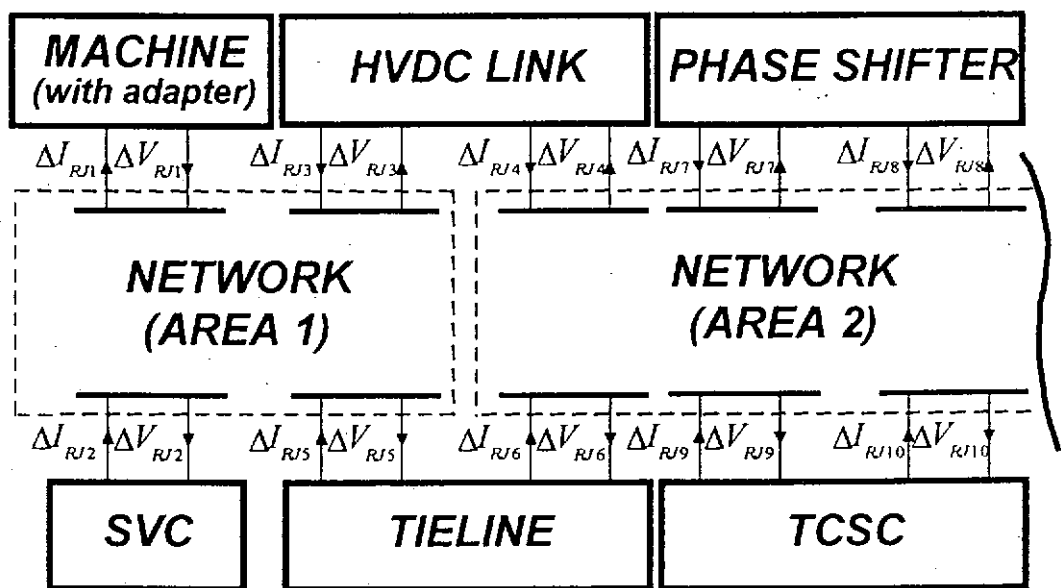 MACHINE
(with adapter)
HVDC LINK
PHASE SHIFTER
ΔI_RJ1 ΔV_RJ1 ΔI_RJ3 ΔV_RJ3 ΔI_RJ4 ΔV_RJ4 ΔI_RJ7 ΔV_RJ7 ΔI_RJ8 ΔV_RJ8
NETWORK
(AREA 1)
NETWORK
(AREA 2)
ΔI_RJ2 ΔV_RJ2 ΔI_RJ5 ΔV_RJ5 ΔI_RJ6 ΔV_RJ6 ΔI_RJ9 ΔV_RJ9 ΔI_RJ10 ΔV_RJ10
SVC
TIELINE
TCSC